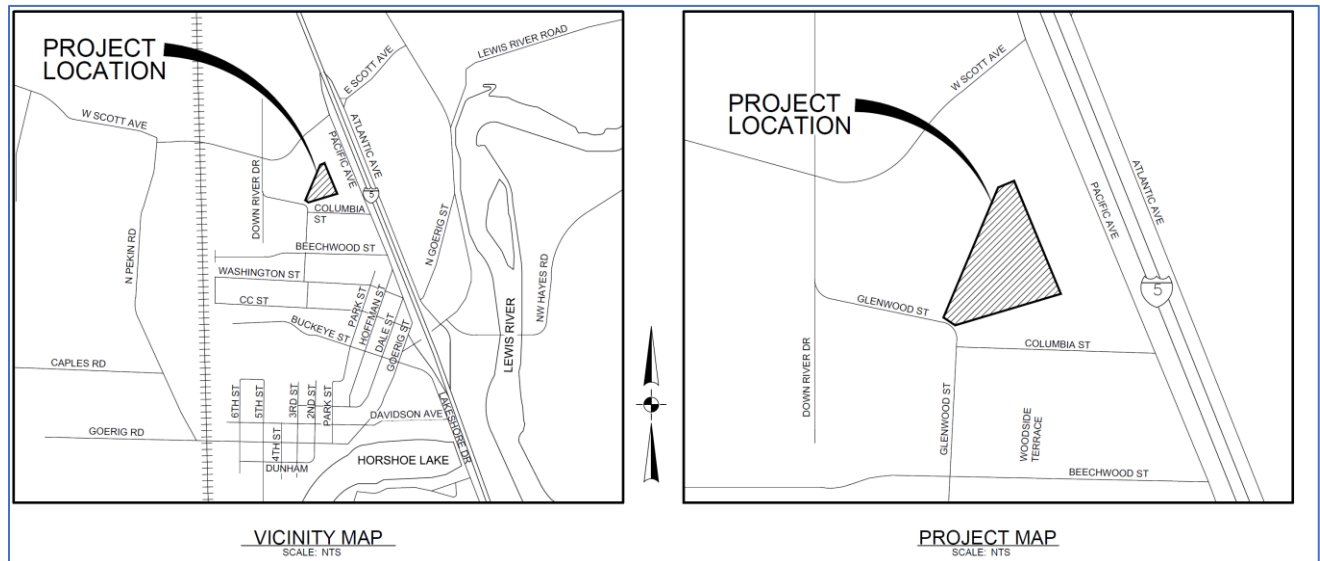 PROJECT
LOCATION
LEWIS RIVER ROAD
E SCOTT AVE
W SCOTT AVE
ATLANTIC AVE
PACIFIC AVE
5
DOWN RIVER DR
COLUMBIA
ST
N GOERIG ST
N PEKIN RD
BEECHWOOD ST
NW HAYES RD
WASHINGTON ST
CC ST
PARK ST
HOFFMAN ST
DALE ST
GOERIG ST
BUCKEYE ST
LEWIS RIVER
CAPLES RD
6TH ST
5TH ST
3RD ST
2ND ST
PARK ST
LAKESHORE DR
DAVIDSON AVE
GOERIG RD
4TH ST
DUNHAM
HORSHOE LAKE
VICINITY MAP
SCALE: NTS
PROJECT
LOCATION
W SCOTT AVE
ATLANTIC AVE
PACIFIC AVE
5
GLENWOOD ST
DOWN RIVER DR
COLUMBIA ST
GLENWOOD ST
WOODSIDE
TERRACE
BEECHWOOD ST
PROJECT MAP
SCALE: NTS